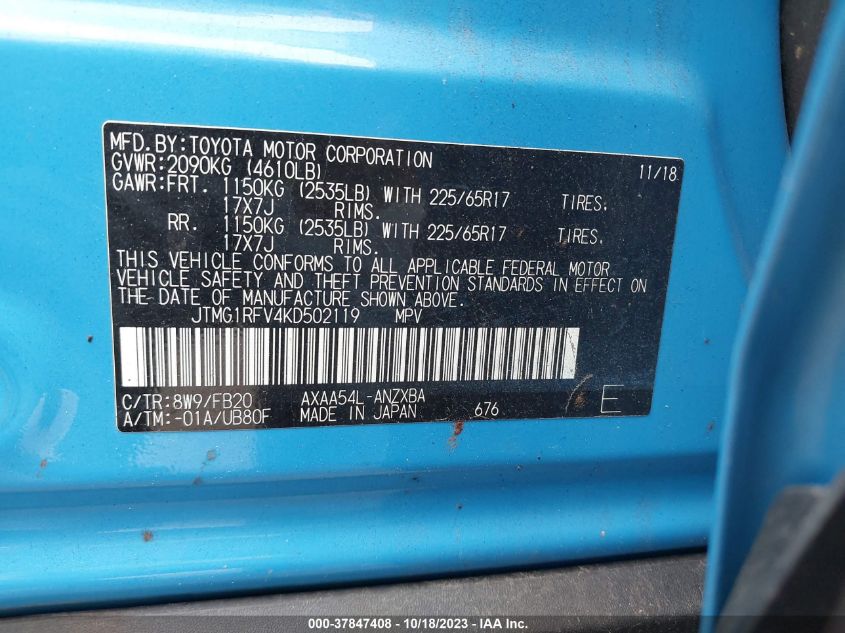 MFD.BY:TOYOTA MOTOR CORPORATION 11/18
GVWR:2090KG (4610LB)
GAWR:FRT. 1150KG (2535LB) WITH 225/65R17 TIRES.
17X7J RIMS.
RR. 1150KG (2535LB) WITH 225/65R17 TIRES.
17X7J RIMS.
THIS VEHICLE CONFORMS TO ALL APPLICABLE FEDERAL MOTOR
VEHICLE SAFETY AND THEFT PREVENTION STANDARDS IN EFFECT ON
THE DATE OF MANUFACTURE SHOWN ABOVE.
JTMG1RFV4KD502119 MPV
C/TR:8W9/FB20 AXAA54L-ANZXBA
A/TM:-01A/UB80F MADE IN JAPAN 676 E
000-37847408 - 10/18/2023 - IAA, Inc.